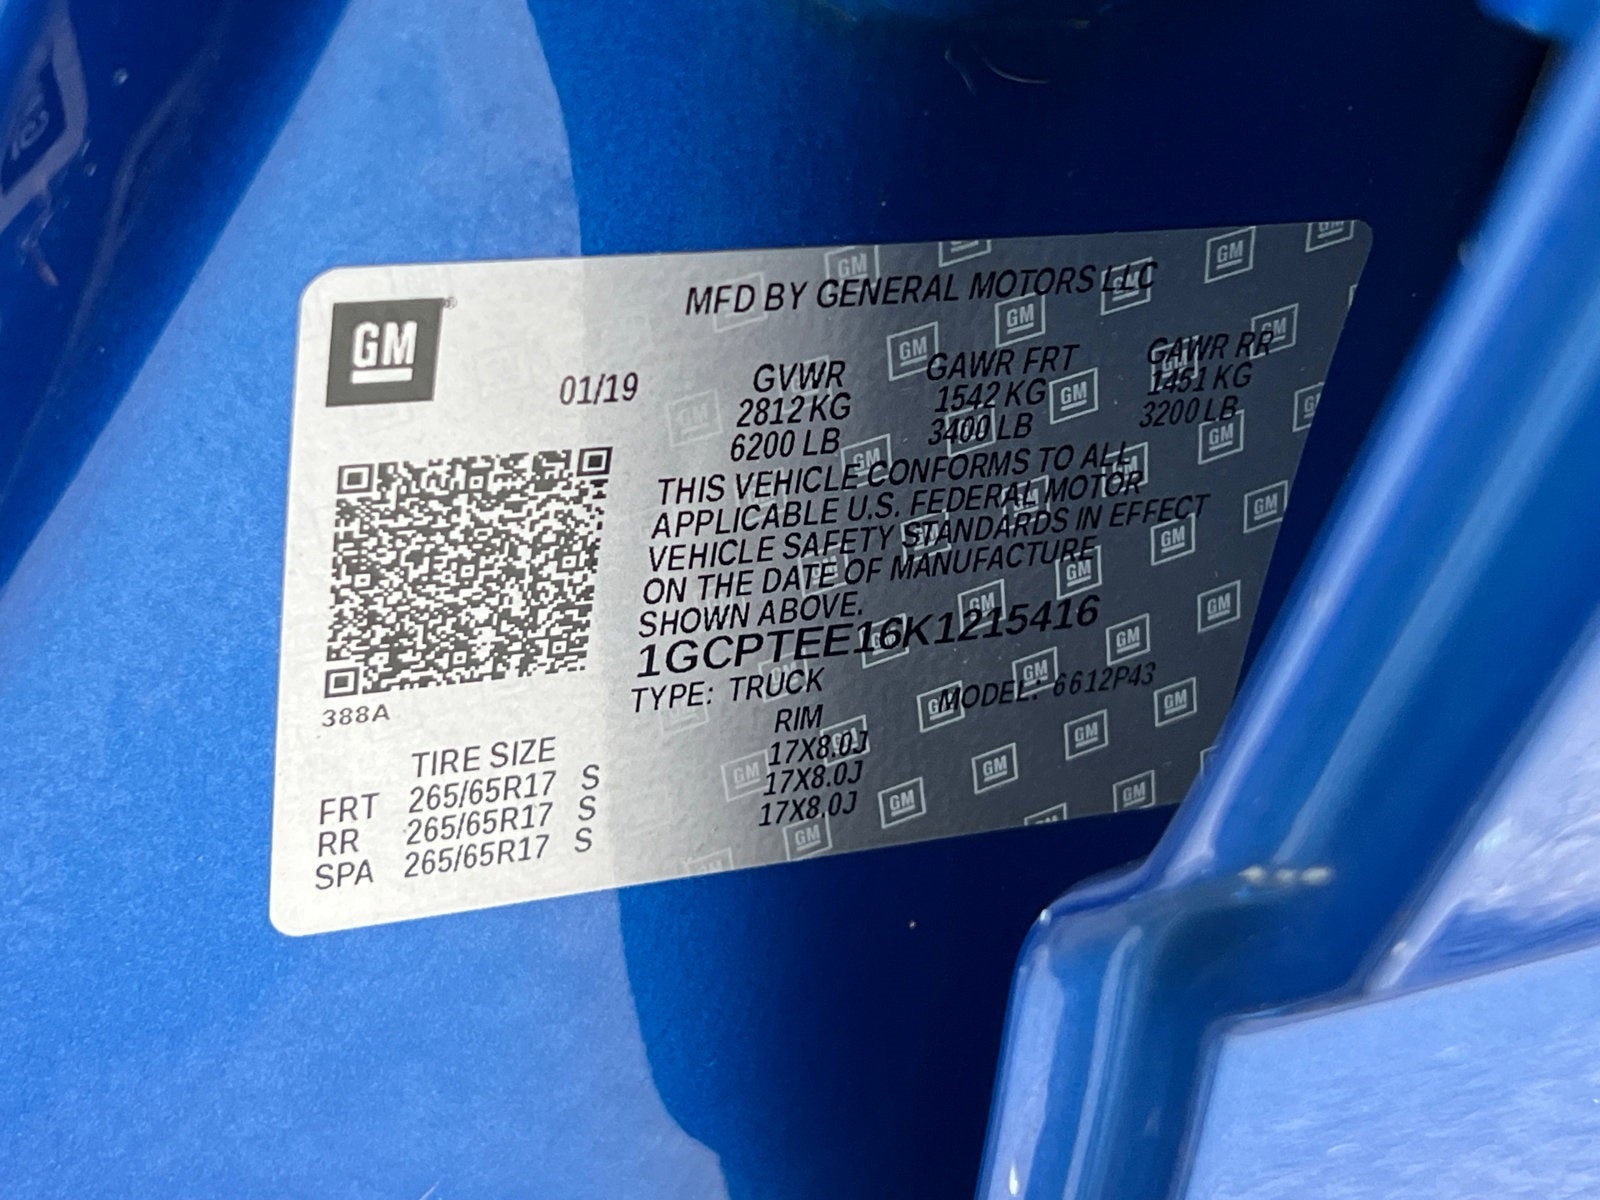 GM
MFD BY GENERAL MOTORS LLC
01/19
GVWR GAWR FRT GAWR RR
2812 KG 1542 KG 1451 KG
6200 LB 3400 LB 3200 LB
THIS VEHICLE CONFORMS TO ALL
APPLICABLE U.S. FEDERAL MOTOR
VEHICLE SAFETY STANDARDS IN EFFECT
ON THE DATE OF MANUFACTURE
SHOWN ABOVE.
1GCPTEE16K1215416
TYPE: TRUCK MODEL: 6612P43
388A
TIRE SIZE RIM
FRT 265/65R17 S 17X8.0J
RR 265/65R17 S 17X8.0J
SPA 265/65R17 S 17X8.0J